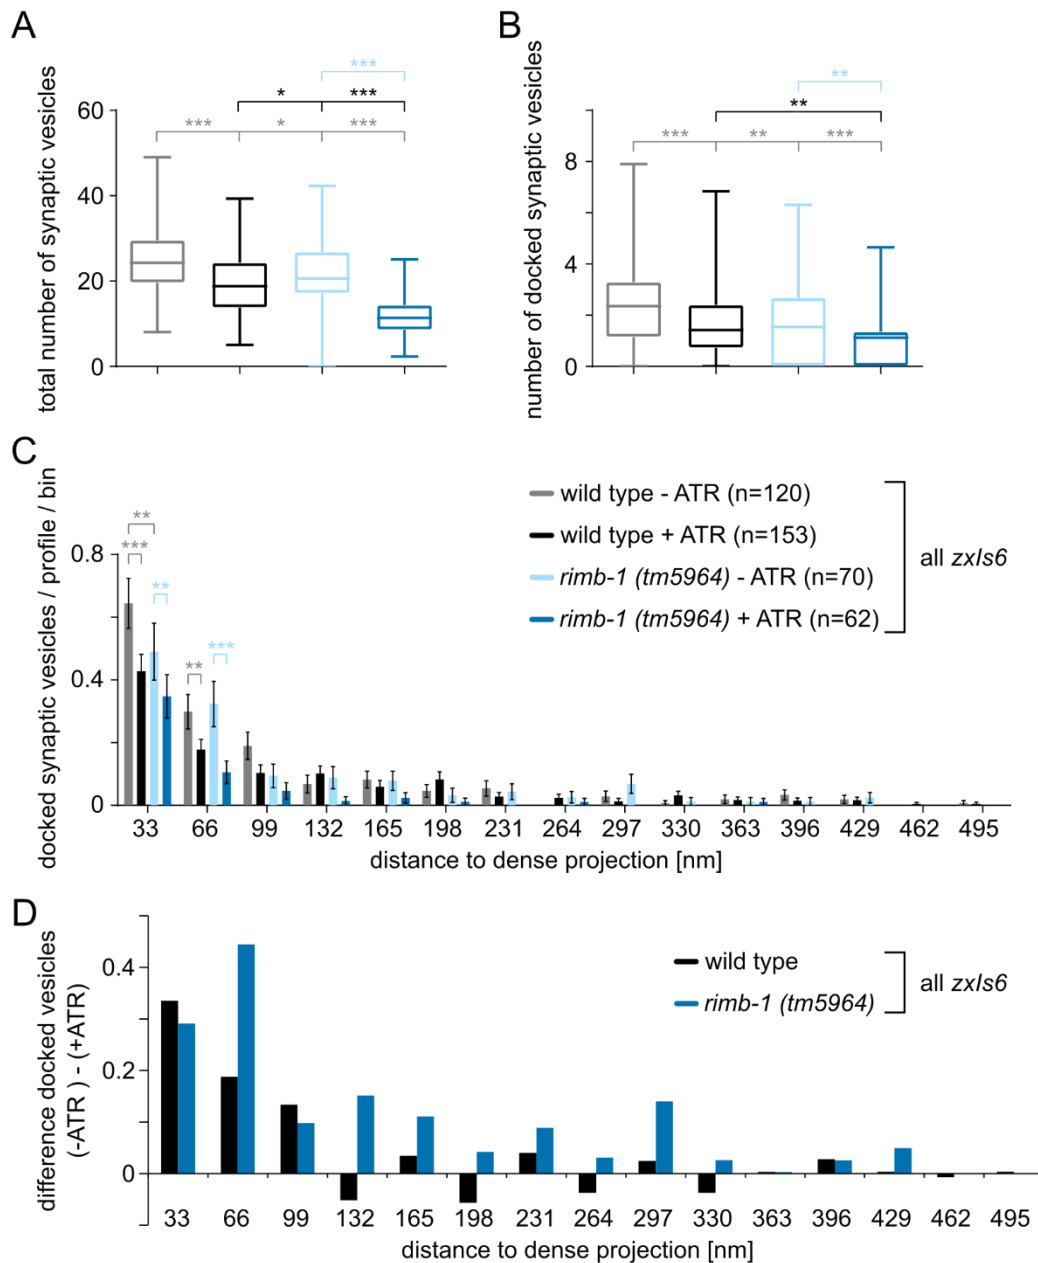 A
total number of synaptic vesicles
60
40
20
0
***
* ***
*** * ***
B
number of docked synaptic vesicles
8
4
0
**
**
*** ** ***
C
docked synaptic vesicles / profile / bin
0.8
0.4
0
**
***
**
**
***
wild type - ATR (n=120)
wild type + ATR (n=153)
rimb-1 (tm5964) - ATR (n=70)
rimb-1 (tm5964) + ATR (n=62)
all zxIs6
33 66 99 132 165 198 231 264 297 330 363 396 429 462 495
distance to dense projection [nm]
D
difference docked vesicles
(-ATR ) - (+ATR)
0.4
0.2
0
wild type
rimb-1 (tm5964)
all zxIs6
33 66 99 132 165 198 231 264 297 330 363 396 429 462 495
distance to dense projection [nm]